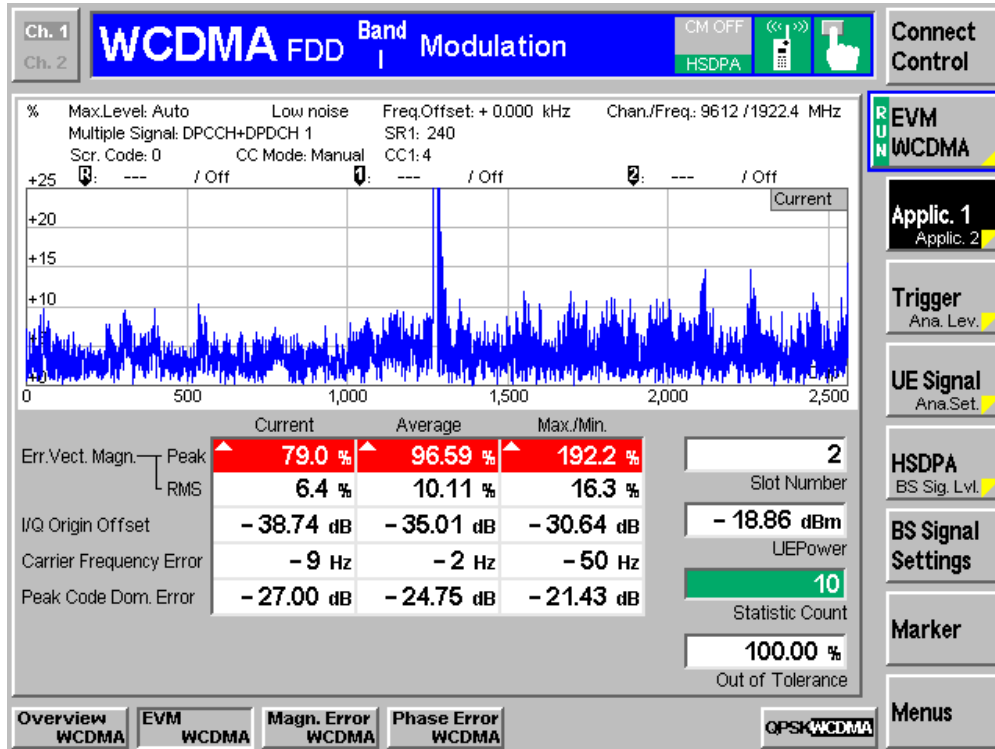 Ch. 1
Ch. 2
WCDMA FDD Band I Modulation
CM OFF
HSDPA
Connect Control
% Max.Level: Auto Low noise Freq.Offset: + 0.000 kHz Chan./Freq.: 9612 / 1922.4 MHz
Multiple Signal: DPCCH+DPDCH 1 SR1: 240
Scr. Code: 0 CC Mode: Manual CC1: 4
R: --- / Off 1: --- / Off 2: --- / Off
+25
Current
+20
+15
+10
+0
0 500 1,000 1,500 2,000 2,500
Current Average Max./Min.
Err.Vect. Magn. Peak 79.0 % 96.59 % 192.2 %
RMS 6.4 % 10.11 % 16.3 %
I/Q Origin Offset – 38.74 dB – 35.01 dB – 30.64 dB
Carrier Frequency Error – 9 Hz – 2 Hz – 50 Hz
Peak Code Dom. Error – 27.00 dB – 24.75 dB – 21.43 dB
2
Slot Number
– 18.86 dBm
UEPower
10
Statistic Count
100.00 %
Out of Tolerance
RUN
EVM WCDMA
Applic. 1
Applic. 2
Trigger
Ana. Lev.
UE Signal
Ana.Set.
HSDPA
BS Sig. Lvl.
BS Signal Settings
Marker
Menus
Overview WCDMA
EVM WCDMA
Magn. Error WCDMA
Phase Error WCDMA
QPSK WCDMA